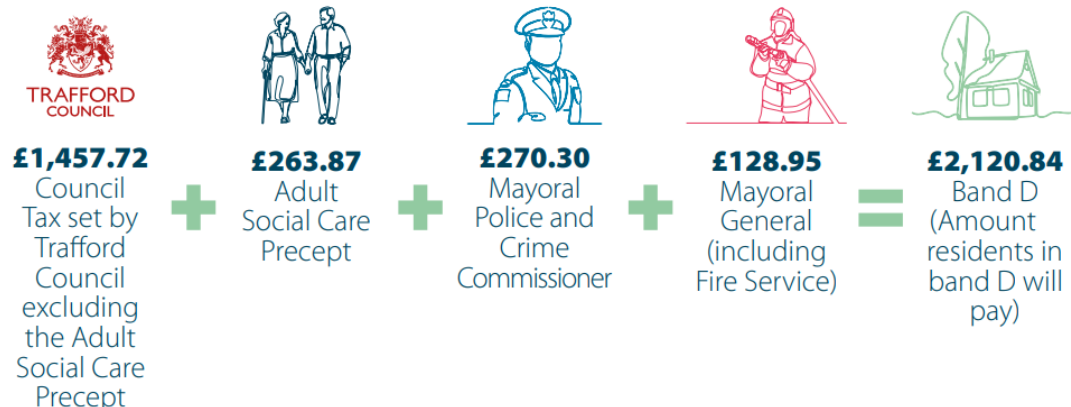 TRAFFORD
COUNCIL
£1,457.72
Council
Tax set by
Trafford
Council
excluding
the Adult
Social Care
Precept
+
£263.87
Adult
Social Care
Precept
+
£270.30
Mayoral
Police and
Crime
Commissioner
+
£128.95
Mayoral
General
(including
Fire Service)
=
£2,120.84
Band D
(Amount
residents in
band D will
pay)